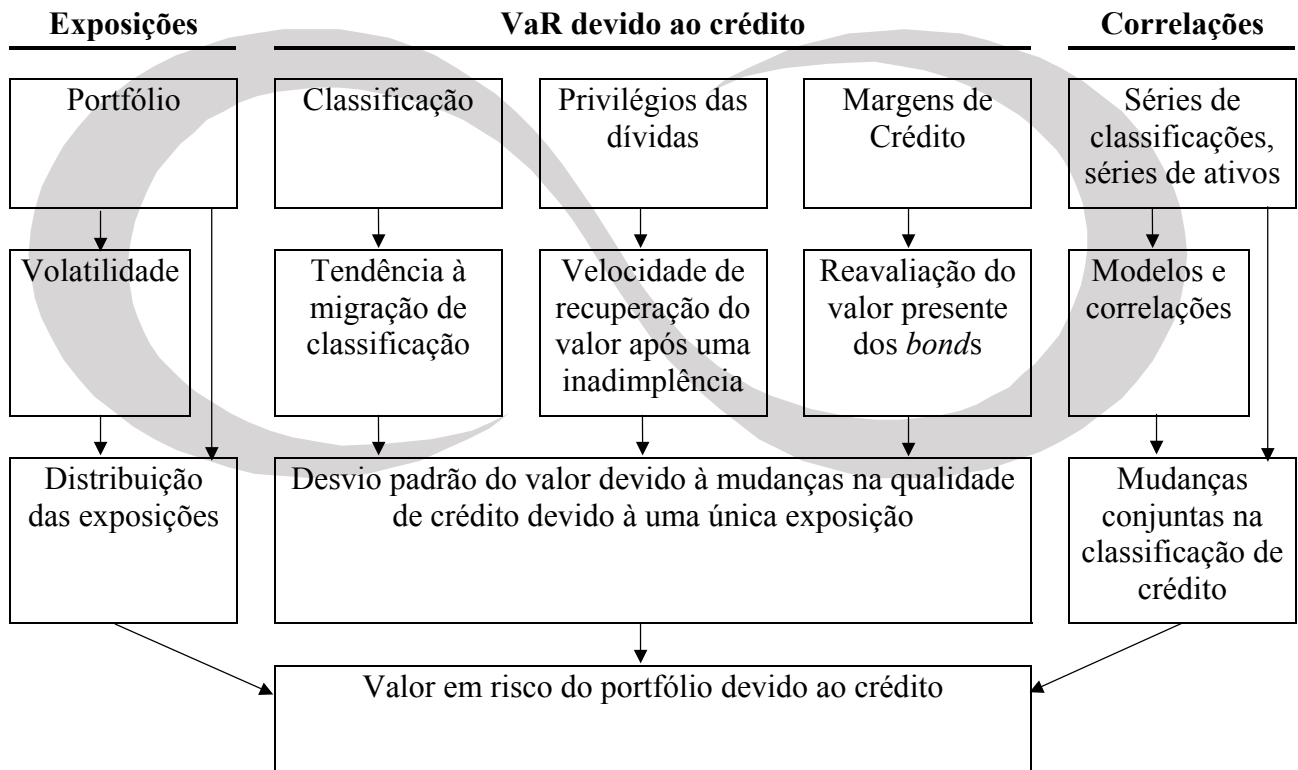 Exposições
VaR devido ao crédito
Correlações
Portfólio
Classificação
Privilégios das
dívidas
Margens de
Crédito
Séries de
classificações,
séries de ativos
Volatilidade
Tendência à
migração de
classificação
Velocidade de
recuperação do
valor após uma
inadimplência
Reavaliação do
valor presente
dos bonds
Modelos e
correlações
Distribuição
das exposições
Desvio padrão do valor devido à mudanças na qualidade
de crédito devido à uma única exposição
Mudanças
conjuntas na
classificação de
crédito
Valor em risco do portfólio devido ao crédito